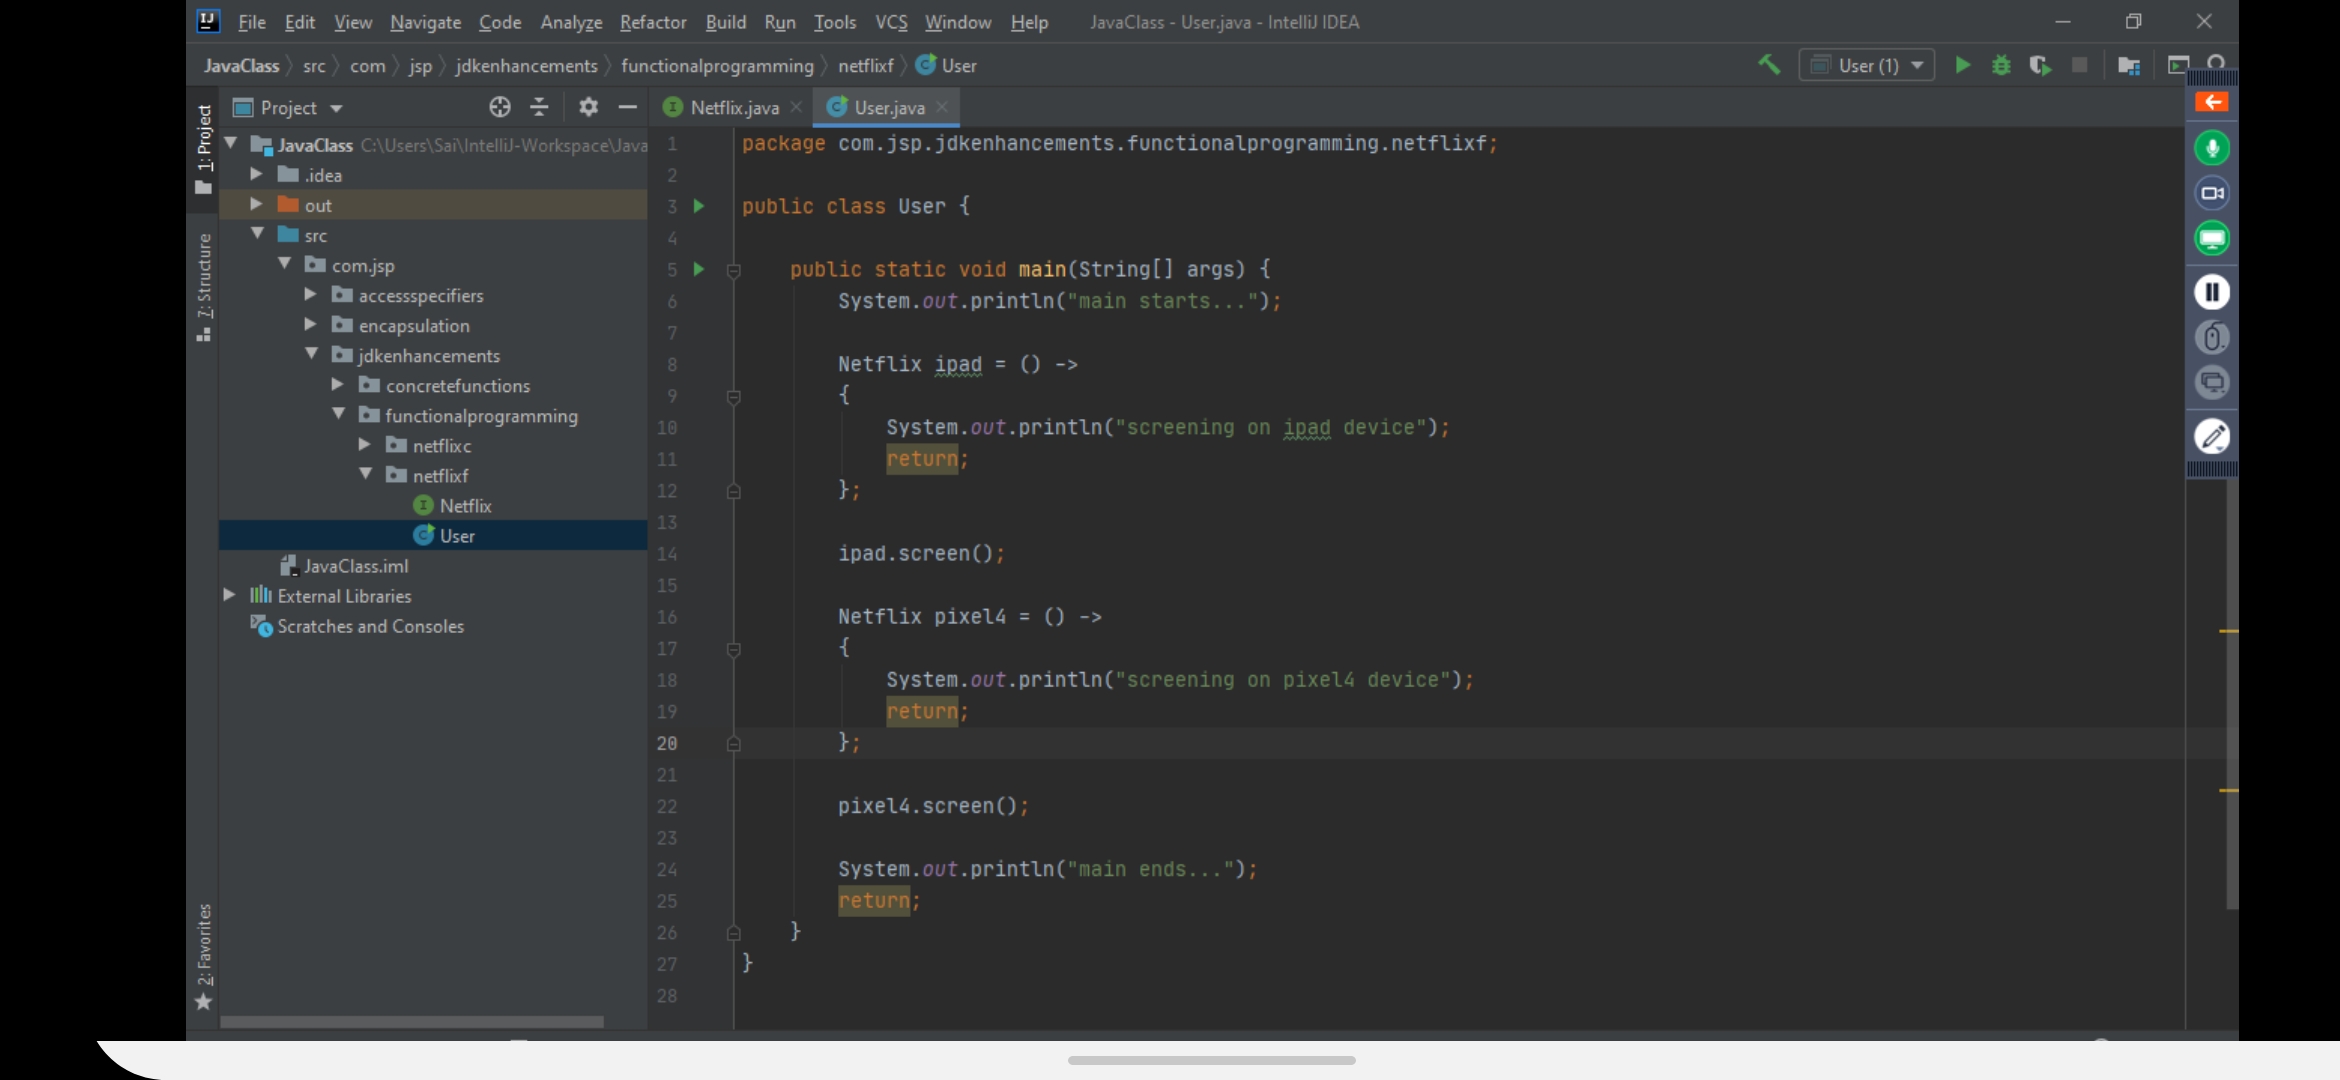 File Edit View Navigate Code Analyze Refactor Build Run Tools VCS Window Help JavaClass - User.java - IntelliJ IDEA
JavaClass src com jsp jdkenhancements functionalprogramming netflixf User User (1)
1: Project
7: Structure
2: Favorites
Project
JavaClass C:\Users\Sai\IntelliJ-Workspace\Java
.idea
out
src
com.jsp
accessspecifiers
encapsulation
jdkenhancements
concretefunctions
functionalprogramming
netflixc
netflixf
Netflix
User
JavaClass.iml
External Libraries
Scratches and Consoles
Netflix.java User.java
1 package com.jsp.jdkenhancements.functionalprogramming.netflixf;
2
3 public class User {
4
5 public static void main(String[] args) {
6 System.out.println("main starts...");
7
8 Netflix ipad = () ->
9 {
10 System.out.println("screening on ipad device");
11 return;
12 };
13
14 ipad.screen();
15
16 Netflix pixel4 = () ->
17 {
18 System.out.println("screening on pixel4 device");
19 return;
20 };
21
22 pixel4.screen();
23
24 System.out.println("main ends...");
25 return;
26 }
27 }
28